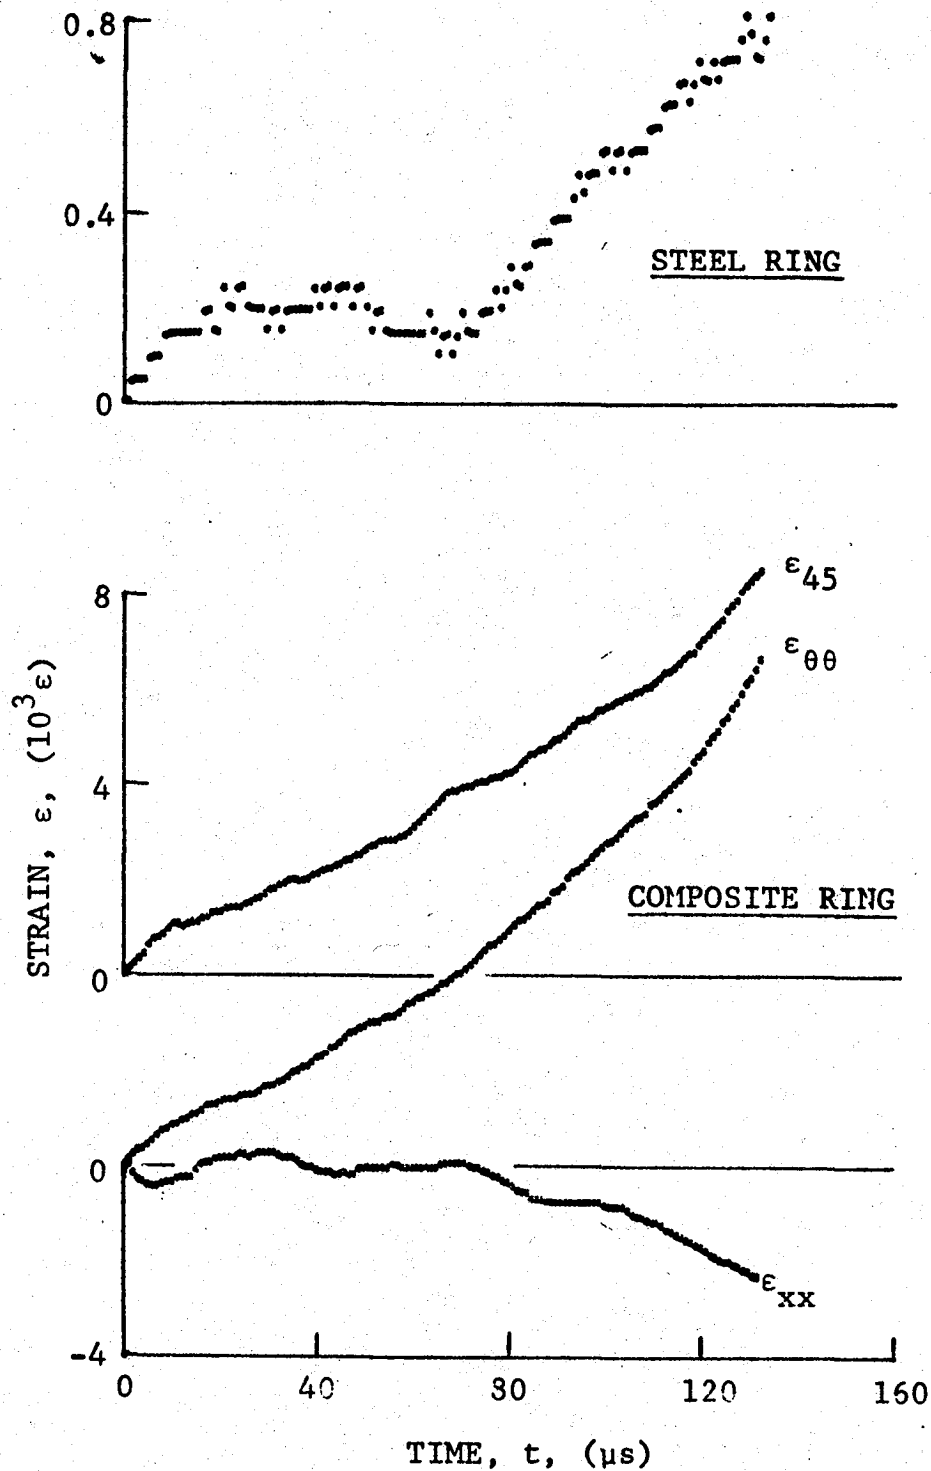 0.8
0.4
STEEL RING
0
ε45
8
εθθ
STRAIN, ε, (10³ε)
4
COMPOSITE RING
0
0
εxx
-4
0 40 80 120 160
TIME, t, (μs)